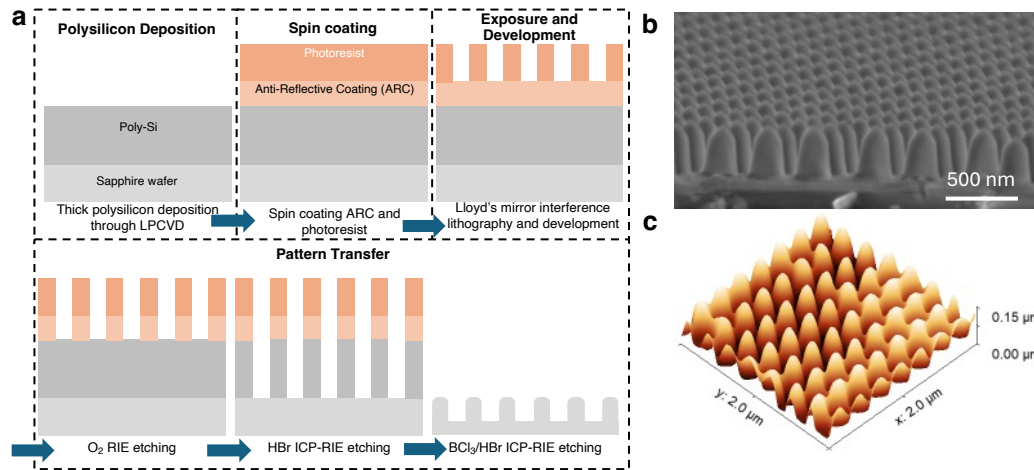 a
Polysilicon Deposition
Spin coating
Exposure and
Development
Photoresist
Anti-Reflective Coating (ARC)
Poly-Si
Sapphire wafer
Thick polysilicon deposition
through LPCVD
Spin coating ARC and
photoresist
Lloyd's mirror interference
lithography and development
Pattern Transfer
O₂ RIE etching
HBr ICP-RIE etching
BCl₃/HBr ICP-RIE etching
b
500 nm
c
0.15 µm
0.00 µm
y: 2.0 µm
x: 2.0 µm